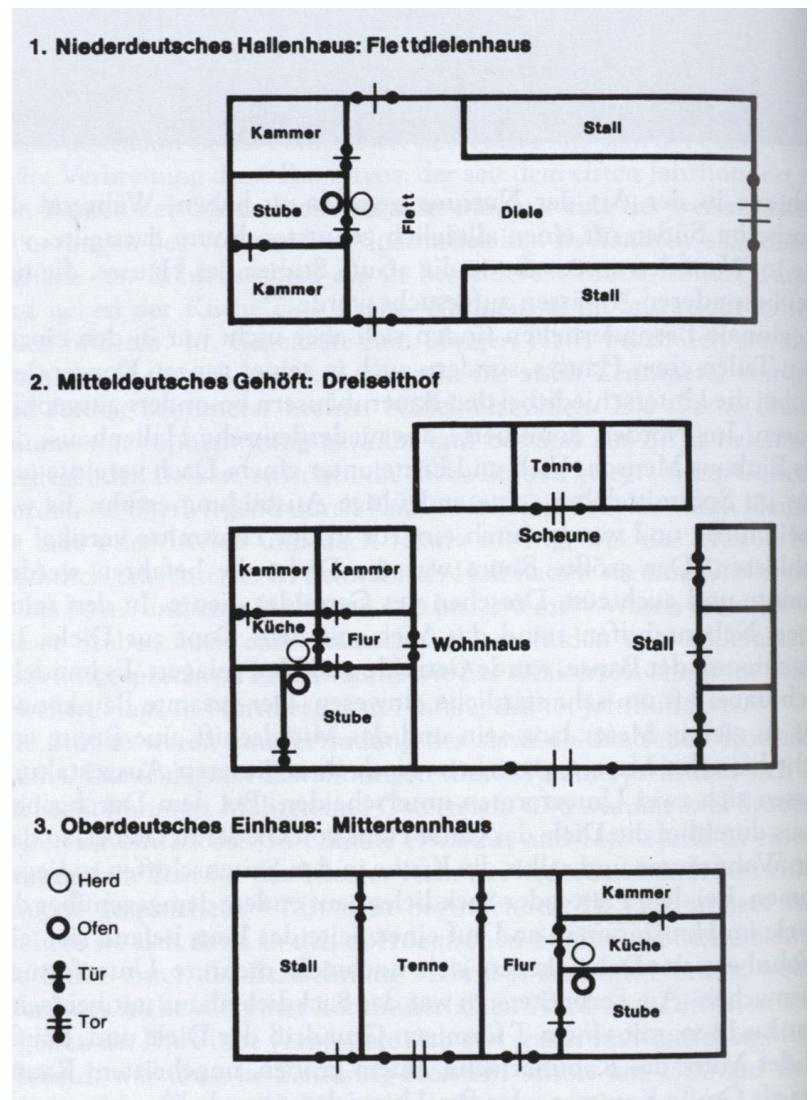 1. Niederdeutsches Hallenhaus: Flettdielenhaus
Kammer
Stall
Stube
Flett
Diele
Kammer
Stall
2. Mitteldeutsches Gehöft: Dreiseithof
Tenne
Scheune
Kammer
Kammer
Küche
Flur
Wohnhaus
Stall
Stube
3. Oberdeutsches Einhaus: Mittertennhaus
Herd
Ofen
Tür
Tor
Kammer
Küche
Stall
Tenne
Flur
Stube